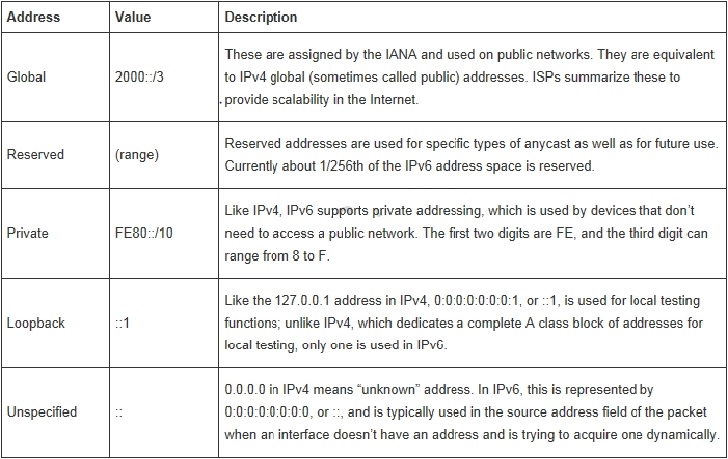 Address Value Description
Global 2000::/3 These are assigned by the IANA and used on public networks. They are equivalent
to IPv4 global (sometimes called public) addresses. ISP's summarize these to
provide scalability in the Internet.
Reserved (range) Reserved addresses are used for specific types of anycast as well as for future use.
Currently about 1/256th of the IPv6 address space is reserved.
Private FE80::/10 Like IPv4, IPv6 supports private addressing, which is used by devices that don't
need to access a public network. The first two digits are FE, and the third digit can
range from 8 to F.
Loopback ::1 Like the 127.0.0.1 address in IPv4, 0:0:0:0:0:0:0:1, or ::1, is used for local testing
functions; unlike IPv4, which dedicates a complete A class block of addresses for
local testing, only one is used in IPv6.
Unspecified :: 0.0.0.0 in IPv4 means “unknown” address. In IPv6, this is represented by
0:0:0:0:0:0:0:0, or ::, and is typically used in the source address field of the packet
when an interface doesn't have an address and is trying to acquire one dynamically.